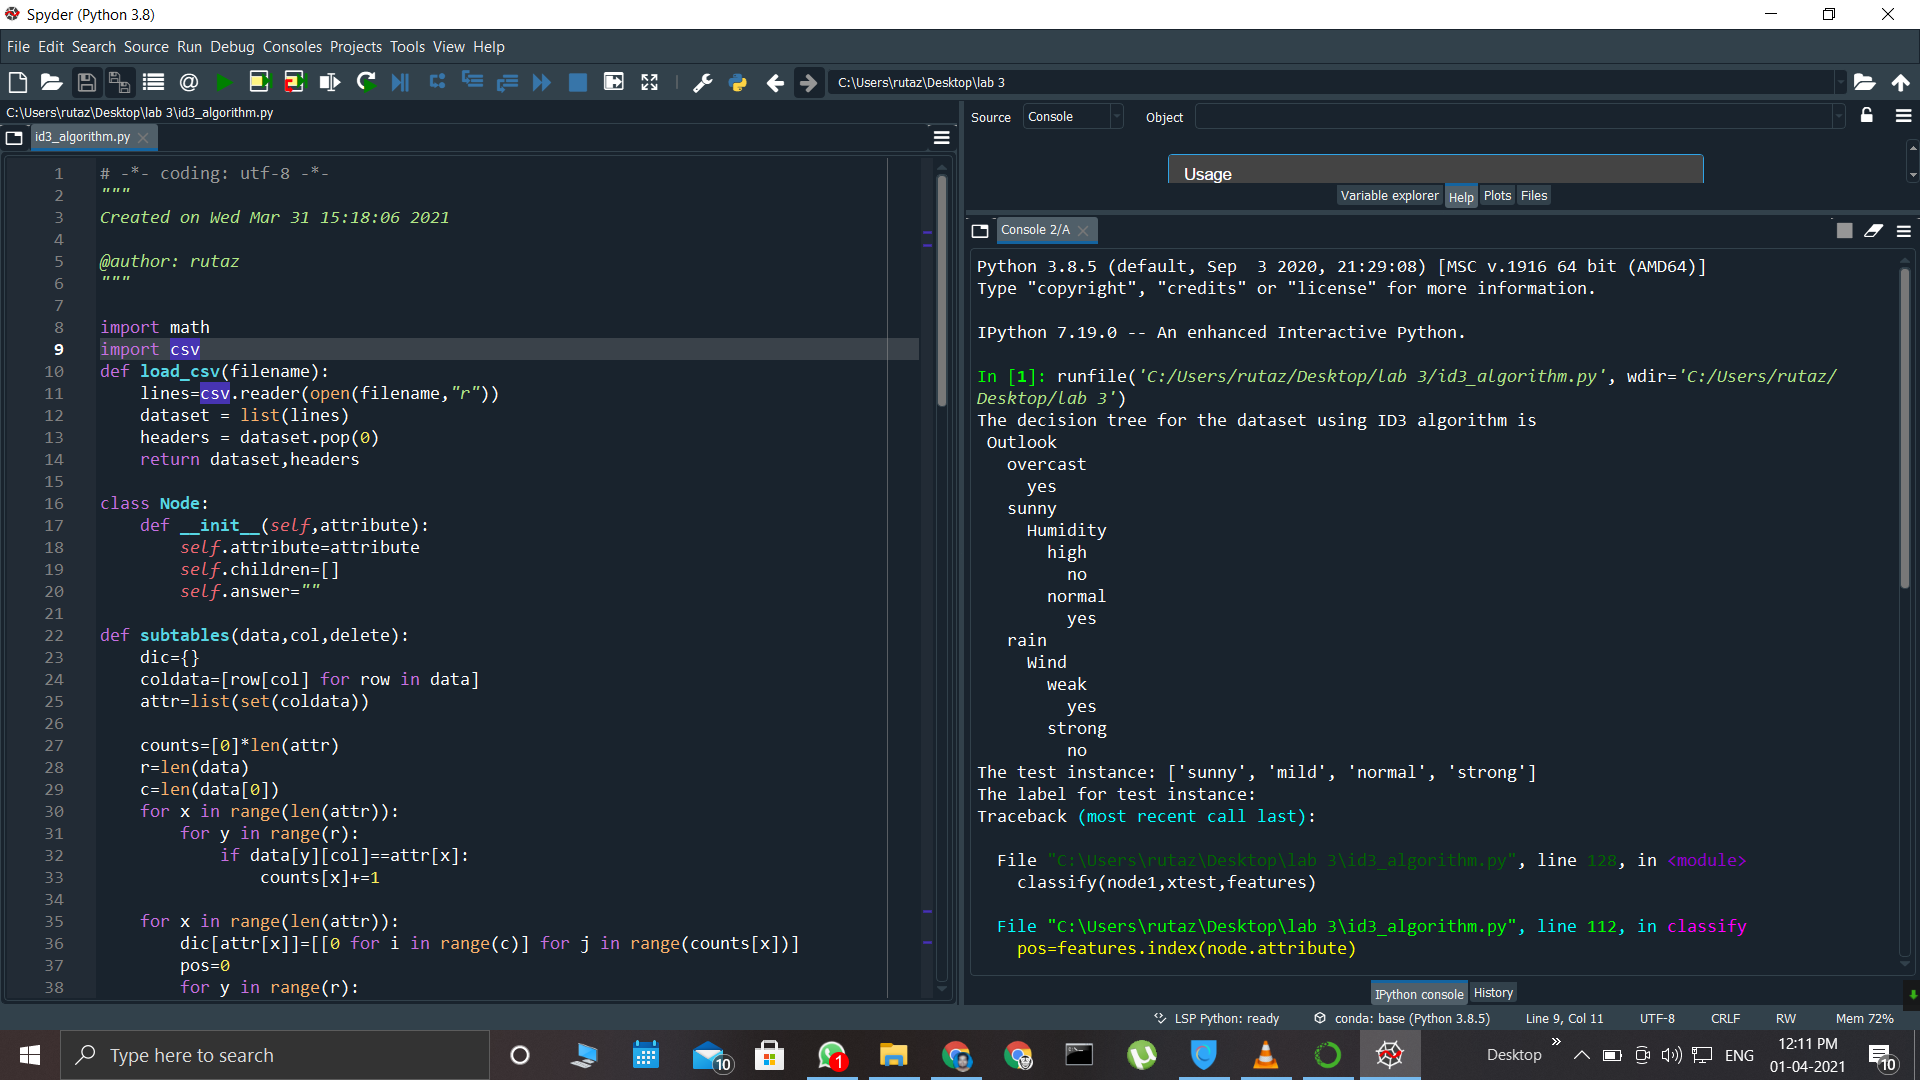 Spyder (Python 3.8)
File Edit Search Source Run Debug Consoles Projects Tools View Help
C:\Users\rutaz\Desktop\lab 3
C:\Users\rutaz\Desktop\lab 3\id3_algorithm.py
id3_algorithm.py
1 # -*- coding: utf-8 -*-
2 """
3 Created on Wed Mar 31 15:18:06 2021
4
5 @author: rutaz
6 """
7
8 import math
9 import csv
10 def load_csv(filename):
11     lines=csv.reader(open(filename,"r"))
12     dataset = list(lines)
13     headers = dataset.pop(0)
14     return dataset,headers
15
16 class Node:
17     def __init__(self,attribute):
18         self.attribute=attribute
19         self.children=[]
20         self.answer=""
21
22 def subtables(data,col,delete):
23     dic={}
24     coldata=[row[col] for row in data]
25     attr=list(set(coldata))
26
27     counts=[0]*len(attr)
28     r=len(data)
29     c=len(data[0])
30     for x in range(len(attr)):
31         for y in range(r):
32             if data[y][col]==attr[x]:
33                 counts[x]+=1
34
35     for x in range(len(attr)):
36         dic[attr[x]]=[[0 for i in range(c)] for j in range(counts[x])]
37         pos=0
38         for y in range(r):
Source Console Object
Usage
Variable explorer Help Plots Files
Console 2/A
Python 3.8.5 (default, Sep  3 2020, 21:29:08) [MSC v.1916 64 bit (AMD64)]
Type "copyright", "credits" or "license" for more information.
IPython 7.19.0 -- An enhanced Interactive Python.
In [1]: runfile('C:/Users/rutaz/Desktop/lab 3/id3_algorithm.py', wdir='C:/Users/rutaz/
Desktop/lab 3')
The decision tree for the dataset using ID3 algorithm is
Outlook
overcast
yes
sunny
Humidity
high
no
normal
yes
rain
Wind
weak
yes
strong
no
The test instance: ['sunny', 'mild', 'normal', 'strong']
The label for test instance:
Traceback (most recent call last):
File "C:\Users\rutaz\Desktop\lab 3\id3_algorithm.py", line 128, in <module>
classify(node1,xtest,features)
File "C:\Users\rutaz\Desktop\lab 3\id3_algorithm.py", line 112, in classify
pos=features.index(node.attribute)
IPython console History
LSP Python: ready conda: base (Python 3.8.5) Line 9, Col 11 UTF-8 CRLF RW Mem 72%
Type here to search
10
1
Desktop
ENG
12:11 PM
01-04-2021
10